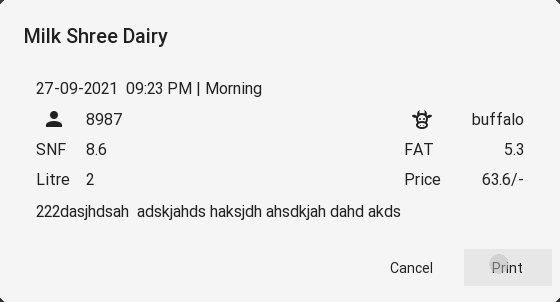 Milk Shree Dairy
27-09-2021 09:23 PM | Morning
8987 buffalo
SNF 8.6 FAT 5.3
Litre 2 Price 63.6/-
222dasjhdsah adskjahds haksjdh ahsdkjah dahd akds
Cancel Print